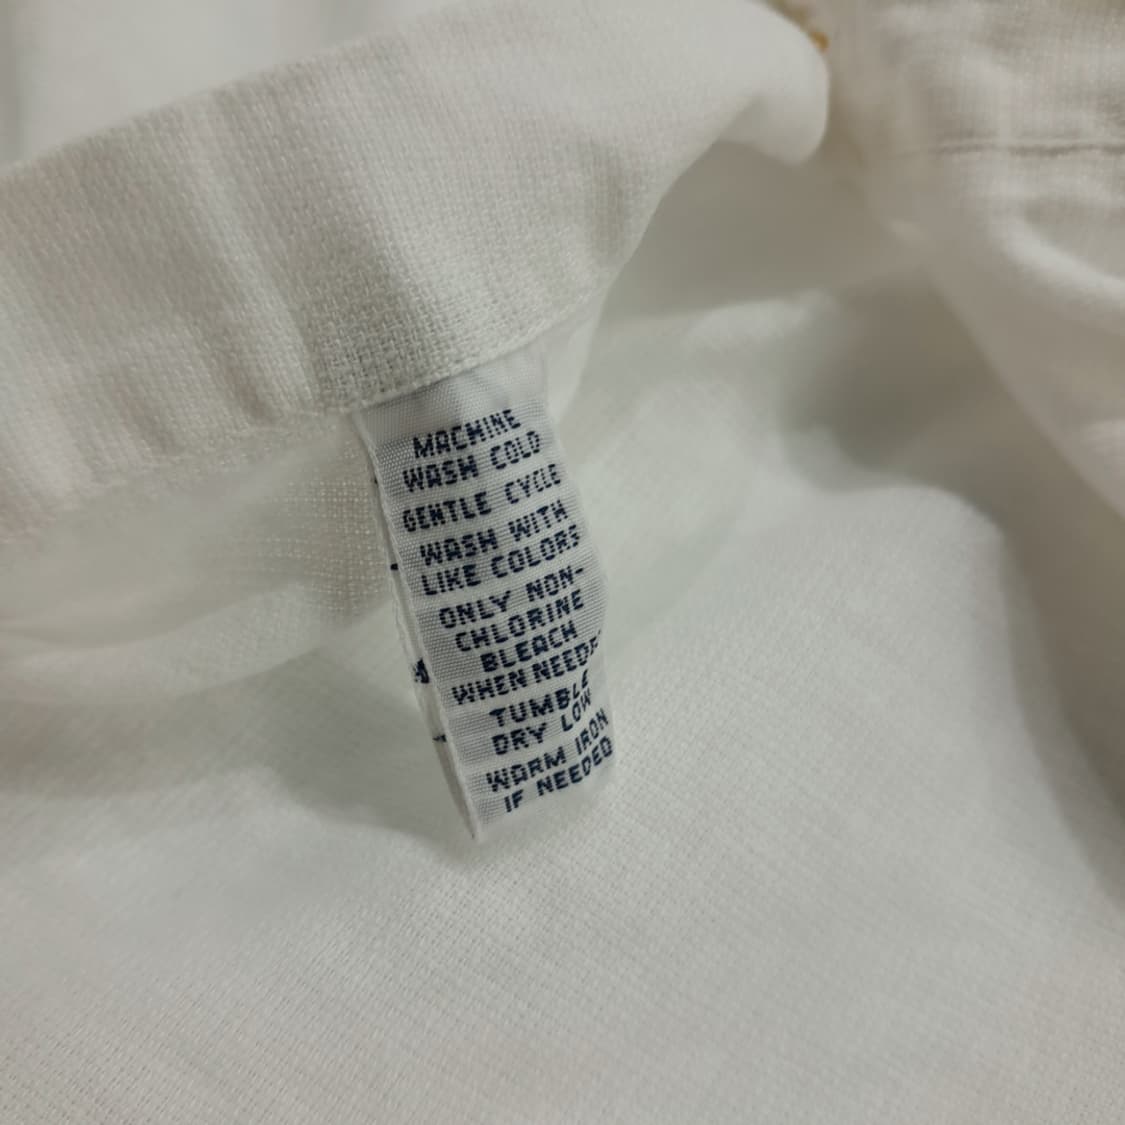 MACHINE
WASH COLD
GENTLE CYCLE
WASH WITH
LIKE COLORS
ONLY NON-
CHLORINE
BLEACH
WHEN NEEDE
TUMBLE
DRY LOW
WARM IRON
IF NEEDED